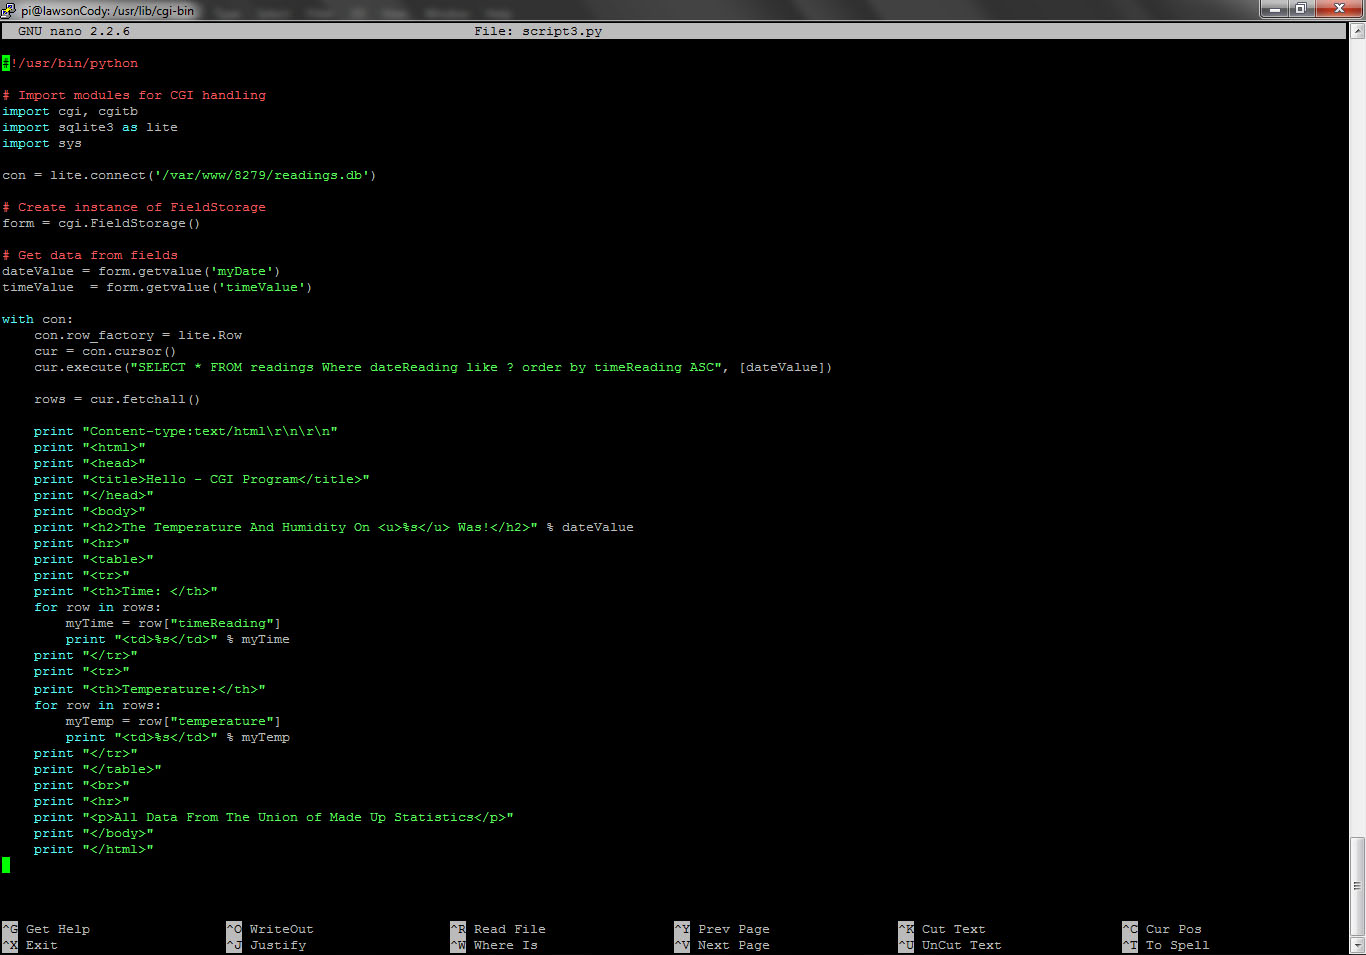 pi@lawsonCody: /usr/lib/cgi-bin
GNU nano 2.2.6 File: script3.py
#!/usr/bin/python
# Import modules for CGI handling
import cgi, cgitb
import sqlite3 as lite
import sys
con = lite.connect('/var/www/8279/readings.db')
# Create instance of FieldStorage
form = cgi.FieldStorage()
# Get data from fields
dateValue = form.getvalue('myDate')
timeValue  = form.getvalue('timeValue')
with con:
    con.row_factory = lite.Row
    cur = con.cursor()
    cur.execute("SELECT * FROM readings Where dateReading like ? order by timeReading ASC", [dateValue])
    rows = cur.fetchall()
    print "Content-type:text/html\r\n\r\n"
    print "<html>"
    print "<head>"
    print "<title>Hello - CGI Program</title>"
    print "</head>"
    print "<body>"
    print "<h2>The Temperature And Humidity On <u>%s</u> Was!</h2>" % dateValue
    print "<hr>"
    print "<table>"
    print "<tr>"
    print "<th>Time: </th>"
    for row in rows:
        myTime = row["timeReading"]
        print "<td>%s</td>" % myTime
    print "</tr>"
    print "<tr>"
    print "<th>Temperature:</th>"
    for row in rows:
        myTemp = row["temperature"]
        print "<td>%s</td>" % myTemp
    print "</tr>"
    print "</table>"
    print "<br>"
    print "<hr>"
    print "<p>All Data From The Union of Made Up Statistics</p>"
    print "</body>"
    print "</html>"
^G Get Help ^O WriteOut ^R Read File ^Y Prev Page ^K Cut Text ^C Cur Pos
^X Exit ^J Justify ^W Where Is ^V Next Page ^U UnCut Text ^T To Spell